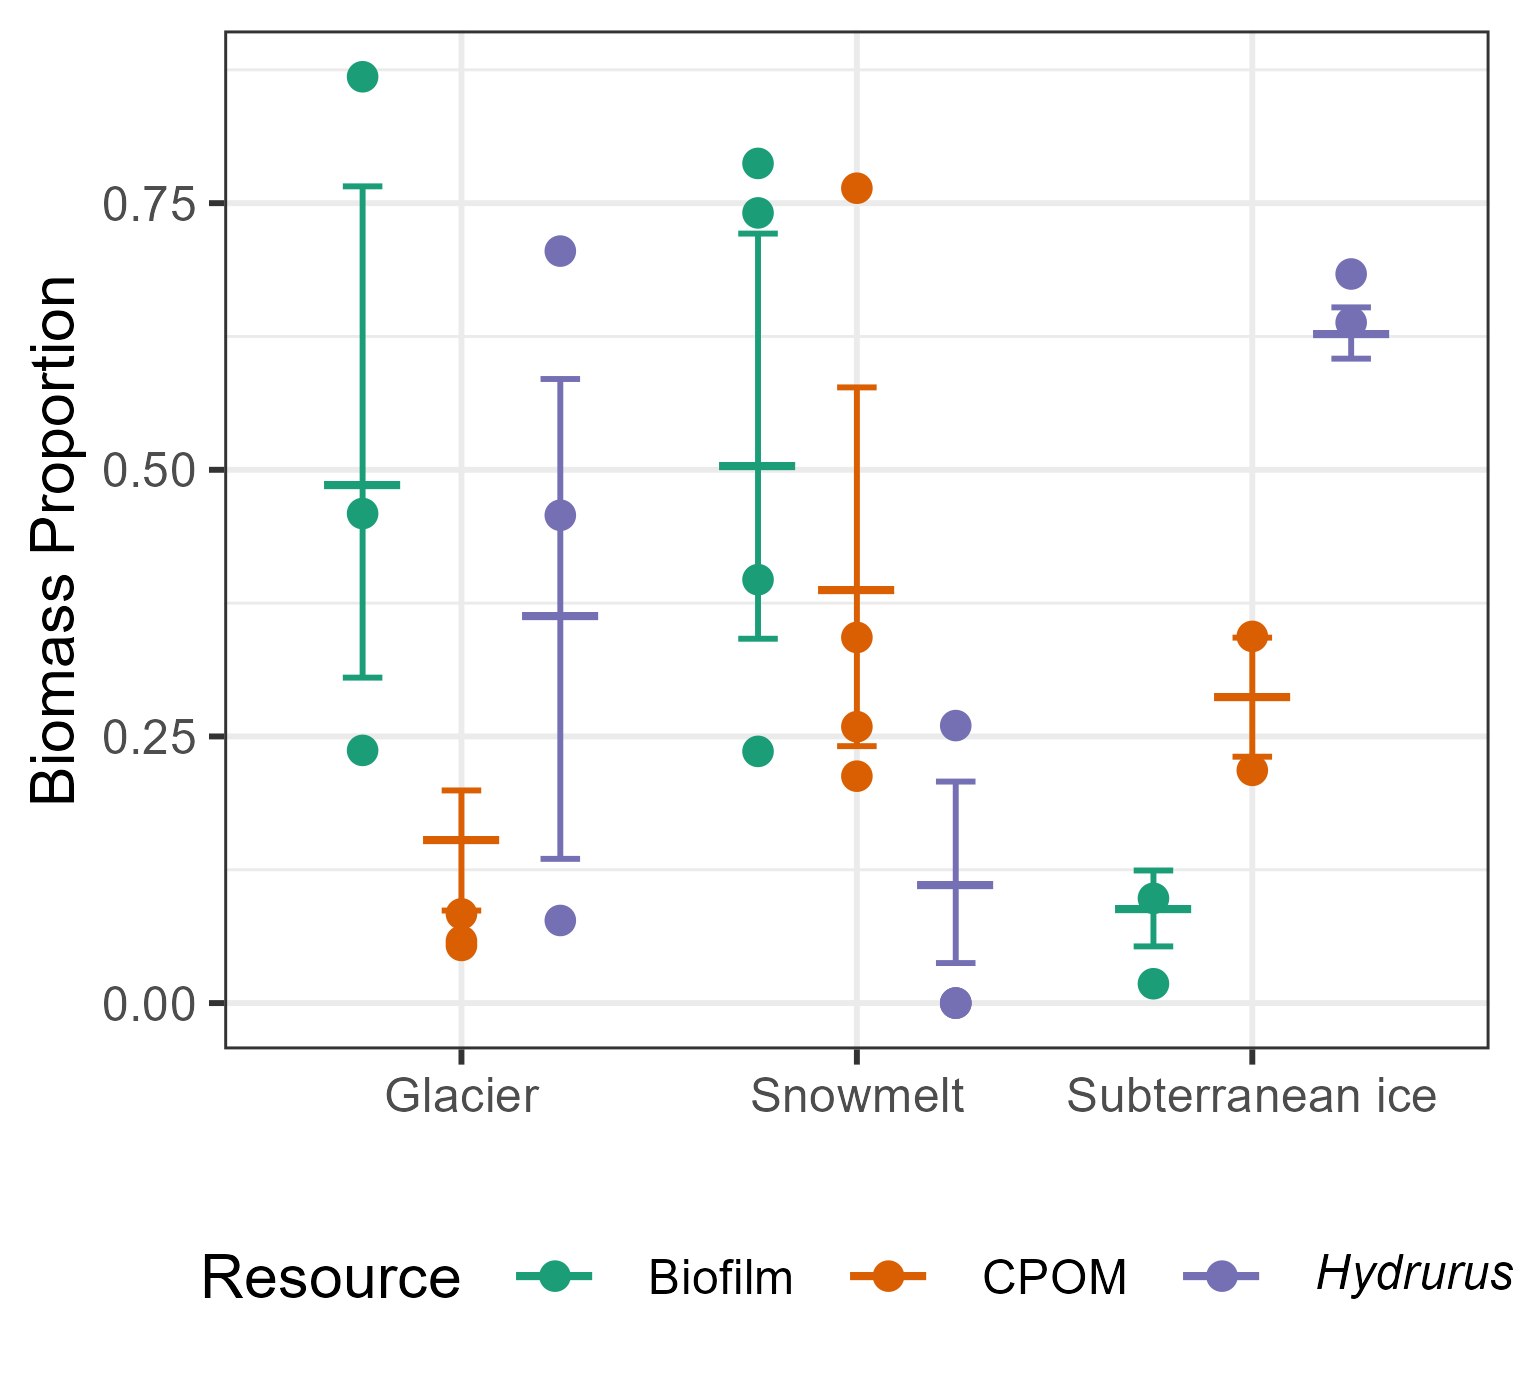 Biomass Proportion
0.75
0.50
0.25
0.00
Glacier Snowmelt Subterranean ice
Resource Biofilm CPOM Hydrurus